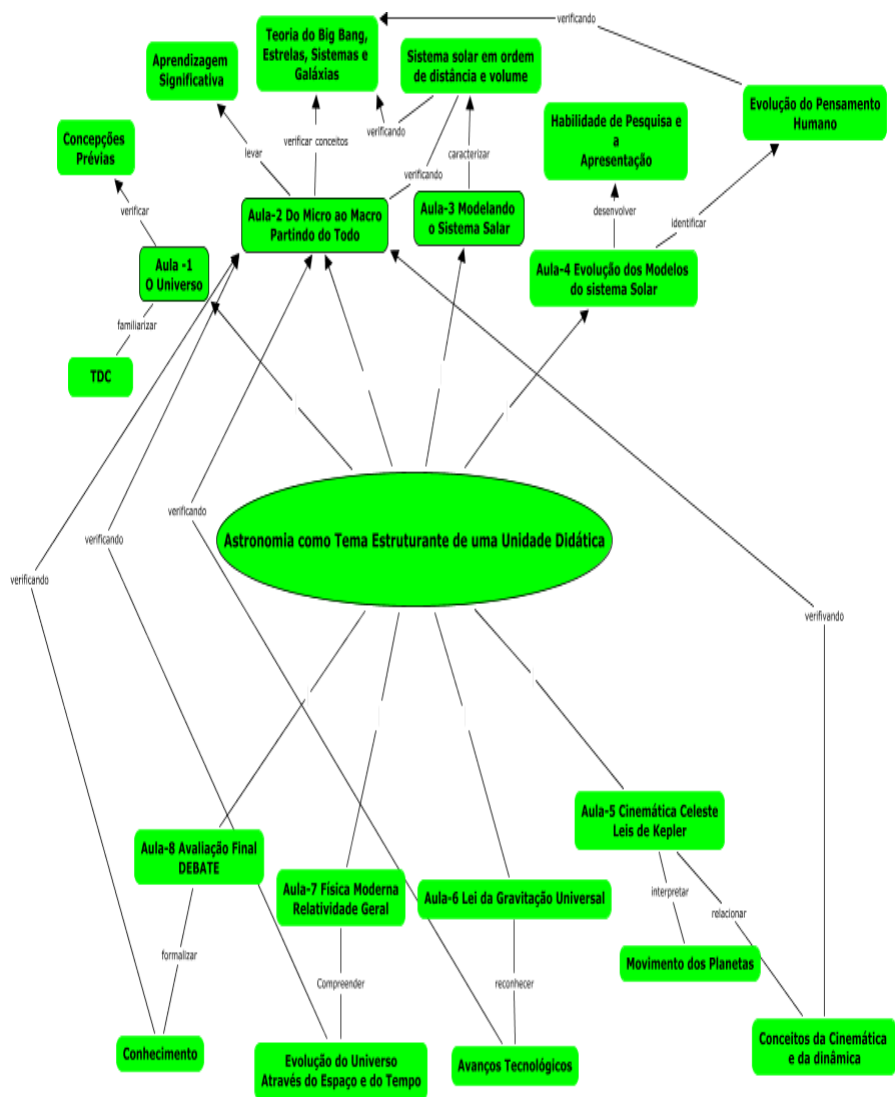 verificando
Teoria do Big Bang,
Estrelas, Sistemas e
Galáxias
Sistema solar em ordem
de distância e volume
Aprendizagem
Significativa
Evolução do Pensamento
Humano
Habilidade de Pesquisa e
a
Apresentação
Concepções
Prévias
verificando
verificar conceitos
levar
caracterizar
verificando
desenvolver
identificar
verificar
Aula-2 Do Micro ao Macro
Partindo do Todo
Aula-3 Modelando
o Sistema Salar
Aula -1
O Universo
Aula-4 Evolução dos Modelos
do sistema Solar
familiarizar
TDC
verificando
verificando
verificando
Astronomia como Tema Estruturante de uma Unidade Didática
verifivando
Aula-5 Cinemática Celeste
Leis de Kepler
Aula-8 Avaliação Final
DEBATE
Aula-7 Física Moderna
Relatividade Geral
Aula-6 Lei da Gravitação Universal
interpretar
relacionar
formalizar
Compreender
reconhecer
Movimento dos Planetas
Conhecimento
Evolução do Universo
Através do Espaço e do Tempo
Avanços Tecnológicos
Conceitos da Cinemática
e da dinâmica